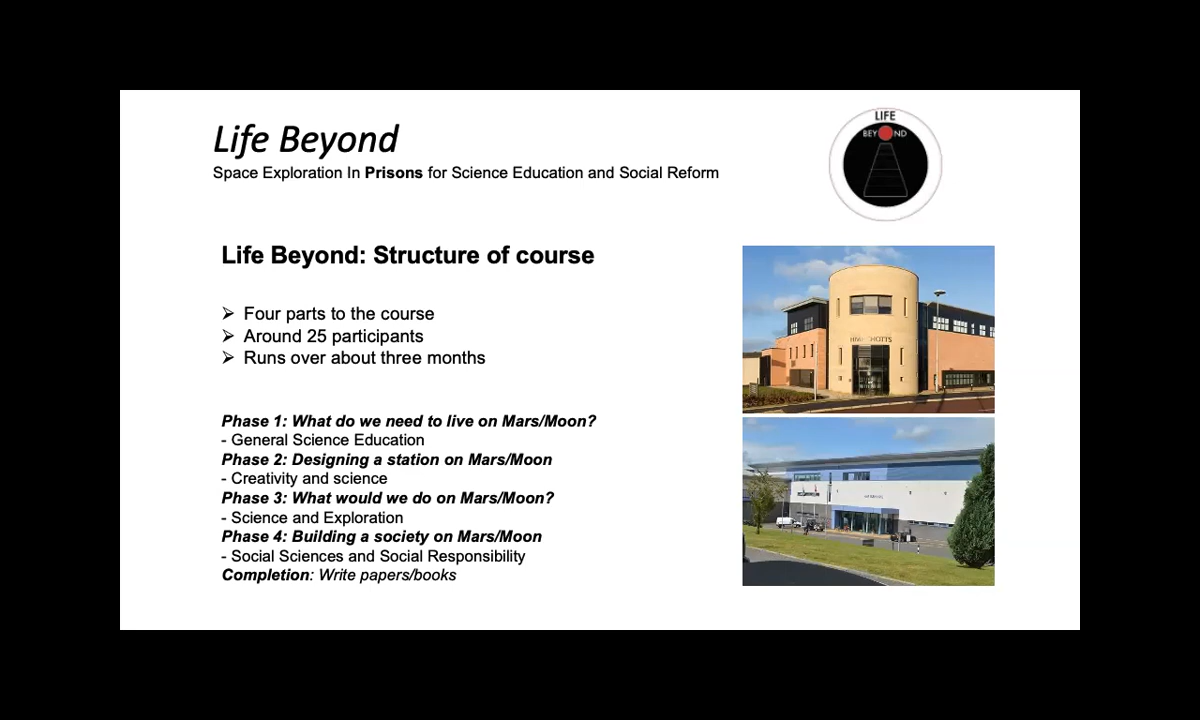 Life Beyond
Space Exploration In Prisons for Science Education and Social Reform
LIFE
BEYOND
Life Beyond: Structure of course
➢ Four parts to the course
➢ Around 25 participants
➢ Runs over about three months
HMP SHOTTS
Phase 1: What do we need to live on Mars/Moon?
- General Science Education
Phase 2: Designing a station on Mars/Moon
- Creativity and science
Phase 3: What would we do on Mars/Moon?
- Science and Exploration
Phase 4: Building a society on Mars/Moon
- Social Sciences and Social Responsibility
Completion: Write papers/books